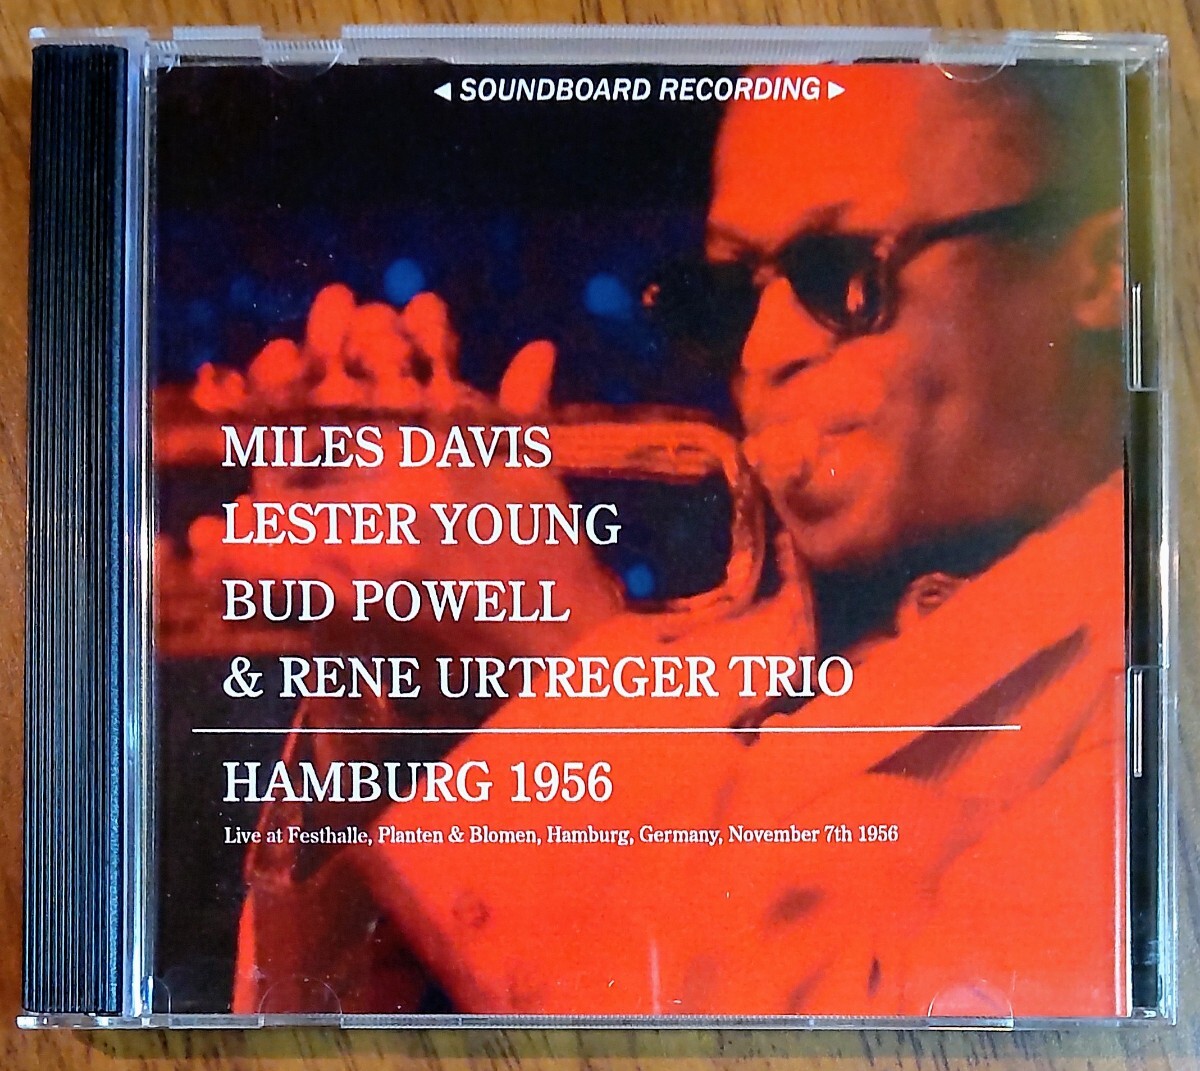 ◀ SOUNDBOARD RECORDING ▶
MILES DAVIS
LESTER YOUNG
BUD POWELL
& RENE URTREGER TRIO
HAMBURG 1956
Live at Festhalle, Planten & Blomen, Hamburg, Germany, November 7th 1956